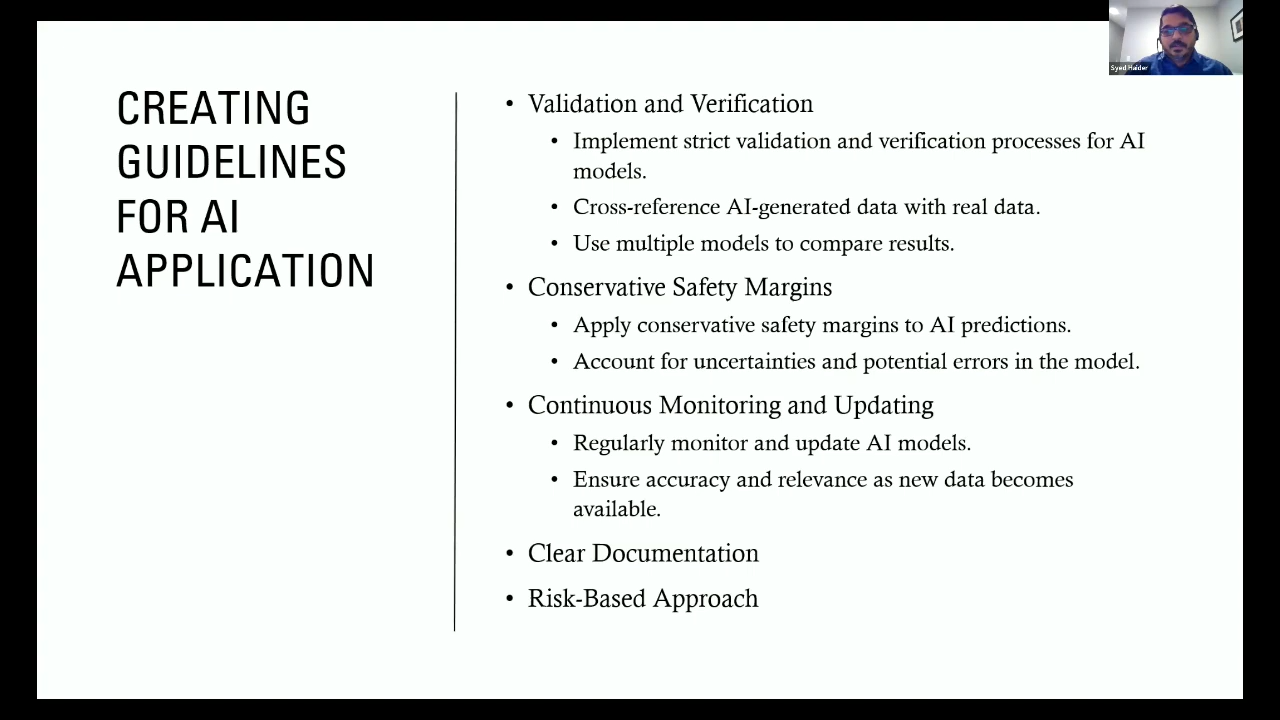 CREATING
GUIDELINES
FOR AI
APPLICATION
• Validation and Verification
• Implement strict validation and verification processes for AI
models.
• Cross-reference AI-generated data with real data.
• Use multiple models to compare results.
• Conservative Safety Margins
• Apply conservative safety margins to AI predictions.
• Account for uncertainties and potential errors in the model.
• Continuous Monitoring and Updating
• Regularly monitor and update AI models.
• Ensure accuracy and relevance as new data becomes
available.
• Clear Documentation
• Risk-Based Approach
Syed Haider